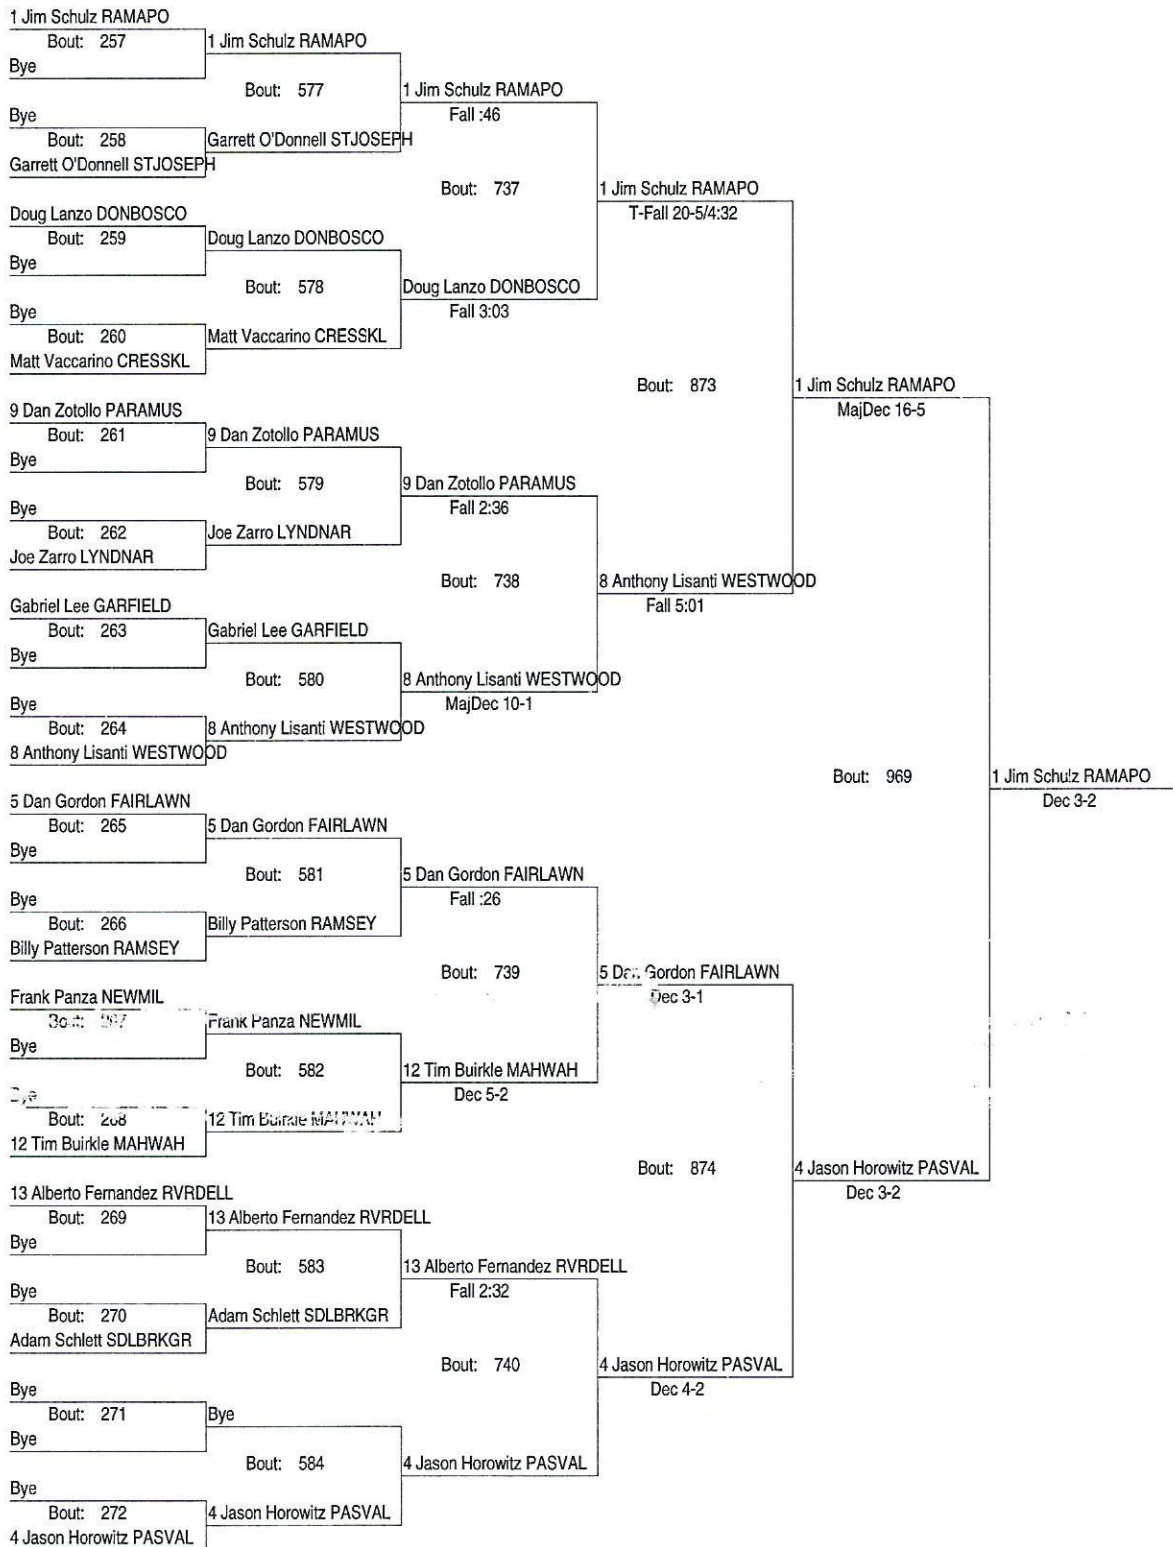 1 Jim Schulz RAMAPO
Bout: 257
1 Jim Schulz RAMAPO
Bye
Bout: 577
1 Jim Schulz RAMAPO
Fall :46
Bye
Bout: 258
Garrett O'Donnell STJOSEPH
Garrett O'Donnell STJOSEPH
Bout: 737
1 Jim Schulz RAMAPO
T-Fall 20-5/4:32
Doug Lanzo DONBOSCO
Bout: 259
Doug Lanzo DONBOSCO
Bye
Bout: 578
Doug Lanzo DONBOSCO
Fall 3:03
Bye
Bout: 260
Matt Vaccarino CRESSKL
Matt Vaccarino CRESSKL
Bout: 873
1 Jim Schulz RAMAPO
MajDec 16-5
9 Dan Zotollo PARAMUS
Bout: 261
9 Dan Zotollo PARAMUS
Bye
Bout: 579
9 Dan Zotollo PARAMUS
Fall 2:36
Bye
Bout: 262
Joe Zarro LYNDNAR
Joe Zarro LYNDNAR
Bout: 738
8 Anthony Lisanti WESTWOOD
Fall 5:01
Gabriel Lee GARFIELD
Bout: 263
Gabriel Lee GARFIELD
Bye
Bout: 580
8 Anthony Lisanti WESTWOOD
MajDec 10-1
Bye
Bout: 264
8 Anthony Lisanti WESTWOOD
8 Anthony Lisanti WESTWOOD
Bout: 969
1 Jim Schulz RAMAPO
Dec 3-2
5 Dan Gordon FAIRLAWN
Bout: 265
5 Dan Gordon FAIRLAWN
Bye
Bout: 581
5 Dan Gordon FAIRLAWN
Fall :26
Bye
Bout: 266
Billy Patterson RAMSEY
Billy Patterson RAMSEY
Bout: 739
5 Dan Gordon FAIRLAWN
Dec 3-1
Frank Panza NEWMIL
Frank Panza NEWMIL
Bye
Bout: 582
12 Tim Buirkle MAHWAH
Dec 5-2
Bye
Bout: 268
12 Tim Buirkle MAHWAH
12 Tim Buirkle MAHWAH
Bout: 874
4 Jason Horowitz PASVAL
Dec 3-2
13 Alberto Fernandez RVRDELL
Bout: 269
13 Alberto Fernandez RVRDELL
Bye
Bout: 583
13 Alberto Fernandez RVRDELL
Fall 2:32
Bye
Bout: 270
Adam Schlett SDLBRKGR
Adam Schlett SDLBRKGR
Bout: 740
4 Jason Horowitz PASVAL
Dec 4-2
Bye
Bout: 271
Bye
Bye
Bout: 584
4 Jason Horowitz PASVAL
Bye
Bout: 272
4 Jason Horowitz PASVAL
4 Jason Horowitz PASVAL